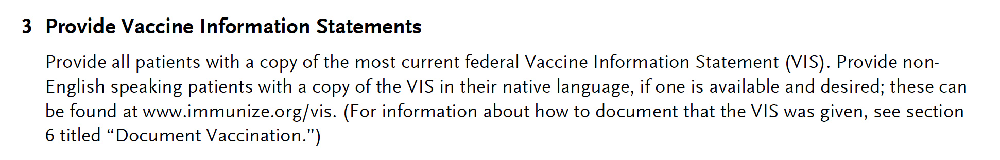 3 Provide Vaccine Information Statements
Provide all patients with a copy of the most current federal Vaccine Information Statement (VIS). Provide non-
English speaking patients with a copy of the VIS in their native language, if one is available and desired; these can
be found at www.immunize.org/vis. (For information about how to document that the VIS was given, see section
6 titled “Document Vaccination.”)